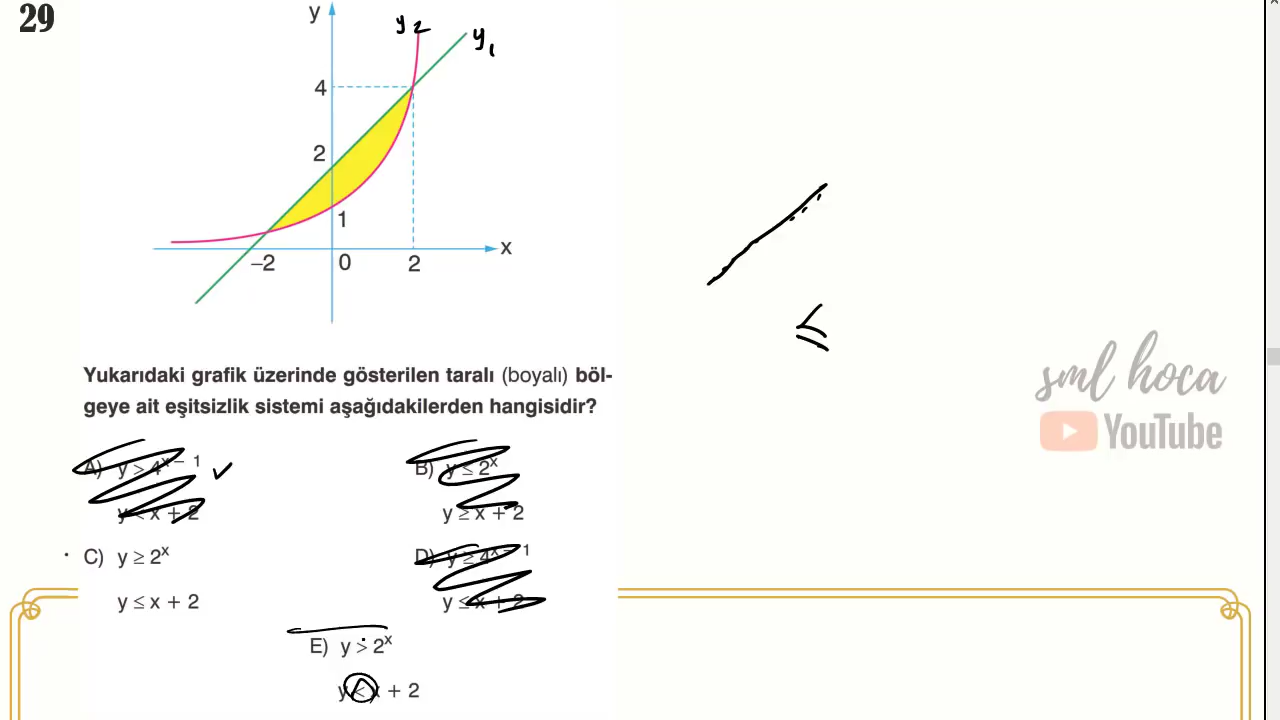 29
y
y2
y1
4
2
1
x
−2
0
2
Yukarıdaki grafik üzerinde gösterilen taralı (boyalı) böl-
geye ait eşitsizlik sistemi aşağıdakilerden hangisidir?
A) y > 4^x − 1
y < x + 2
B) y ≤ 2^x
y ≥ x + 2
C) y ≥ 2^x
y ≤ x + 2
D) y ≥ 4^x − 1
y ≤ x + 2
E) y > 2^x
y < x + 2
≤
sml hoca
YouTube